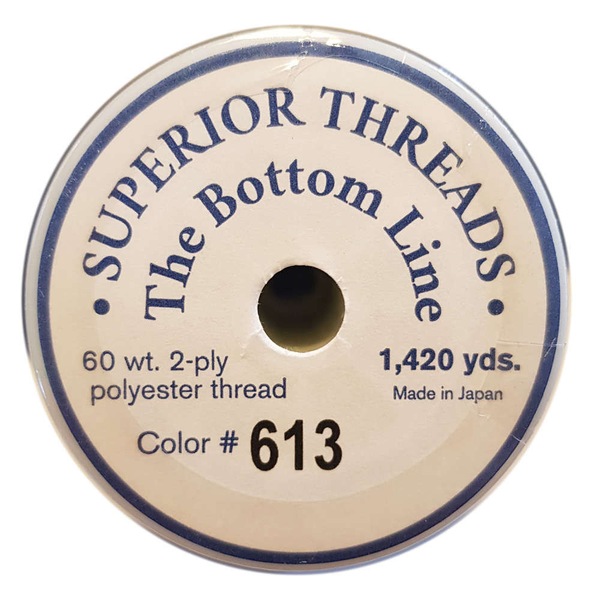 • SUPERIOR THREADS •
The Bottom Line
60 wt. 2-ply
polyester thread
1,420 yds.
Made in Japan
Color # 613